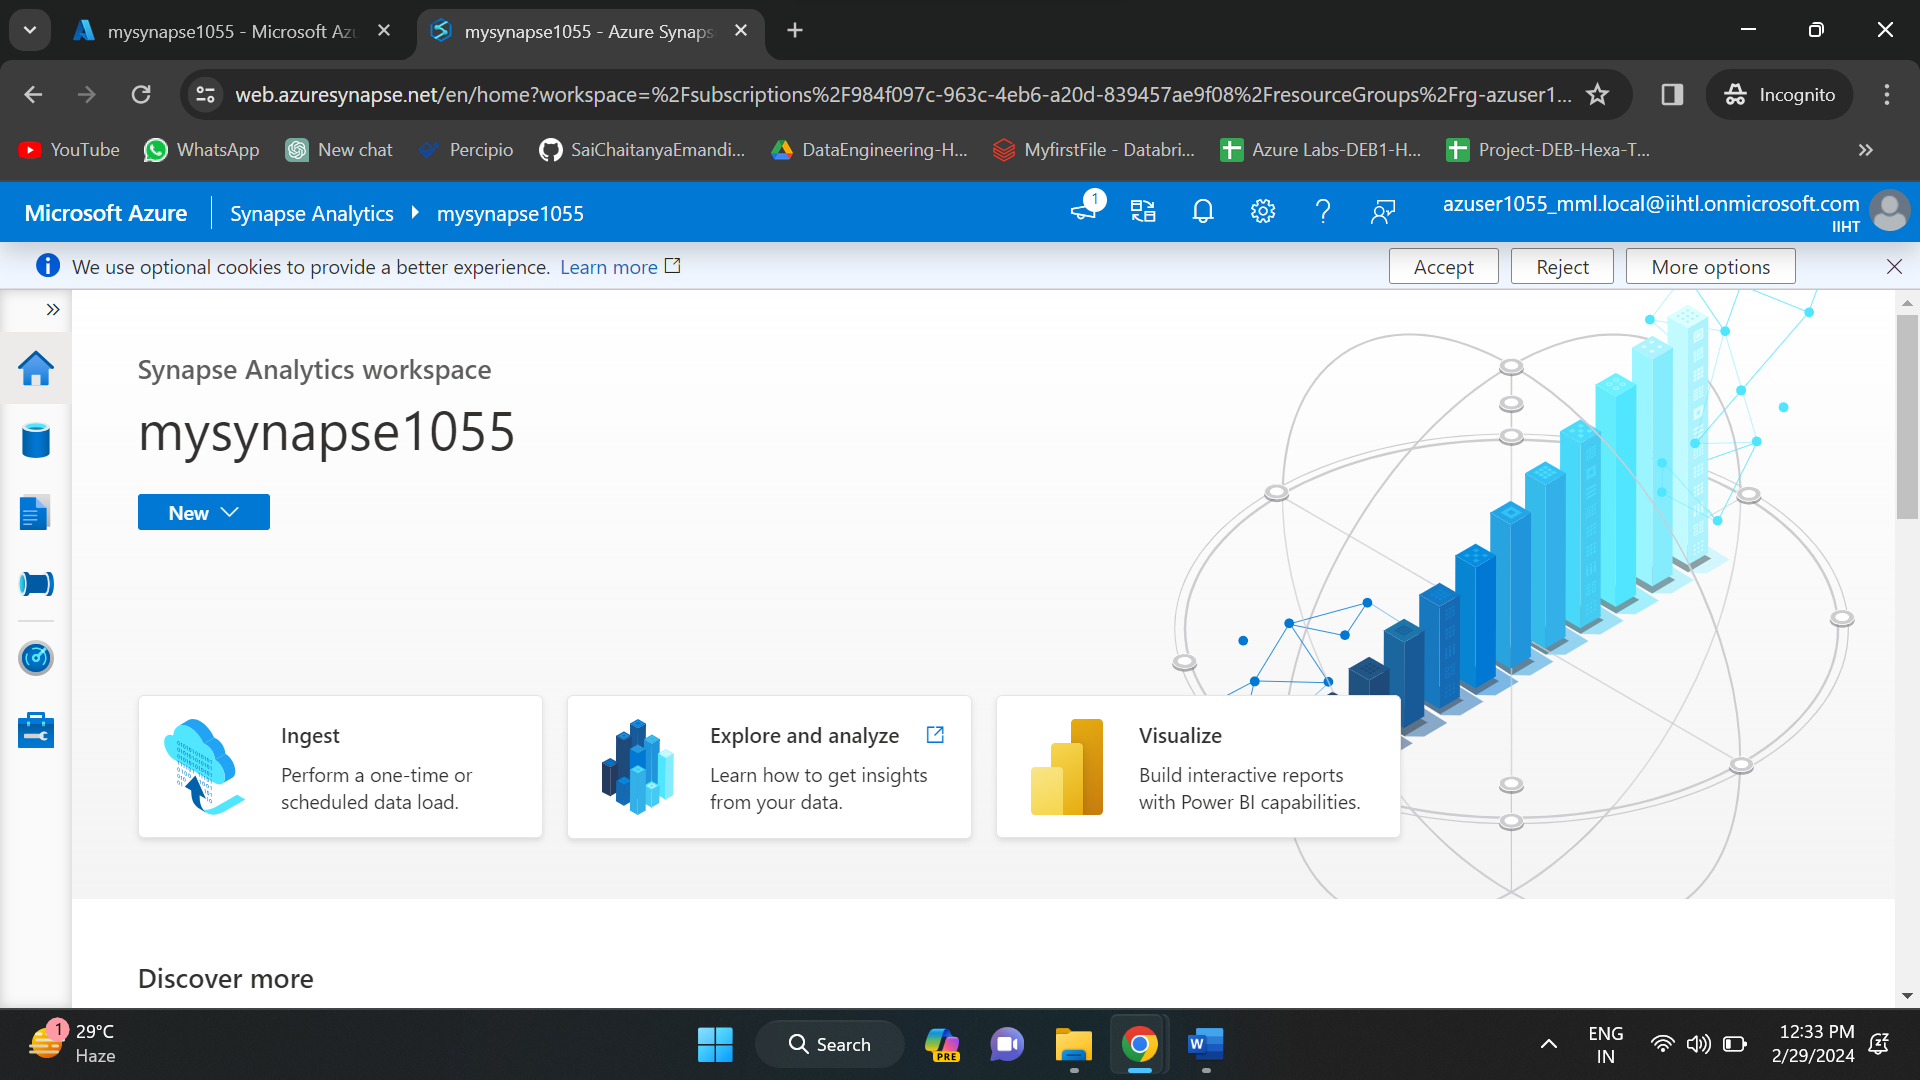 mysynapse1055 - Microsoft Azu
mysynapse1055 - Azure Synaps
web.azuresynapse.net/en/home?workspace=%2Fsubscriptions%2F984f097c-963c-4eb6-a20d-839457ae9f08%2FresourceGroups%2Frg-azuser1...
Incognito
YouTube
WhatsApp
New chat
Percipio
SaiChaitanyaEmandi...
DataEngineering-H...
MyfirstFile - Databri...
Azure Labs-DEB1-H...
Project-DEB-Hexa-T...
Microsoft Azure
Synapse Analytics
mysynapse1055
1
azuser1055_mml.local@iihtl.onmicrosoft.com
IIHT
We use optional cookies to provide a better experience. Learn more
Accept
Reject
More options
Synapse Analytics workspace
mysynapse1055
New
Ingest
Perform a one-time or
scheduled data load.
Explore and analyze
Learn how to get insights
from your data.
Visualize
Build interactive reports
with Power BI capabilities.
Discover more
1
29°C
Haze
Search
PRE
W
ENG
IN
12:33 PM
2/29/2024